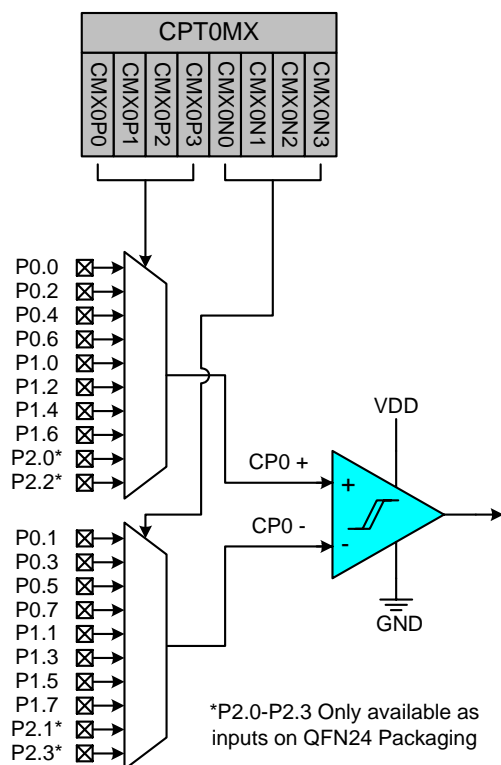 CPT0MX
CMX0P0
CMX0P1
CMX0P2
CMX0P3
CMX0N0
CMX0N1
CMX0N2
CMX0N3
P0.0
P0.2
P0.4
P0.6
P1.0
P1.2
P1.4
P1.6
P2.0*
P2.2*
VDD
CP0 +
+
CP0 -
-
GND
P0.1
P0.3
P0.5
P0.7
P1.1
P1.3
P1.5
P1.7
P2.1*
P2.3*
*P2.0-P2.3 Only available as
inputs on QFN24 Packaging